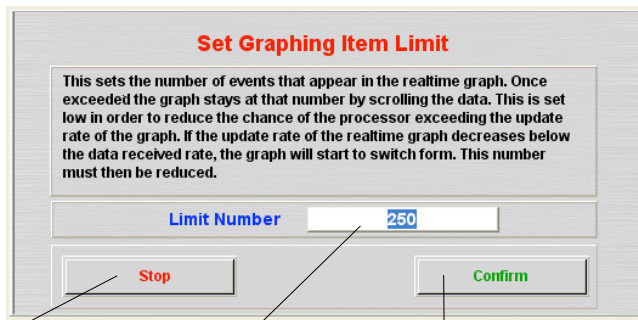 Set Graphing Item Limit
This sets the number of events that appear in the realtime graph. Once
exceeded the graph stays at that number by scrolling the data. This is set
low in order to reduce the chance of the processor exceeding the update
rate of the graph. If the update rate of the realtime graph decreases below
the data received rate, the graph will start to switch form. This number
must then be reduced.
Limit Number 250
Stop Confirm